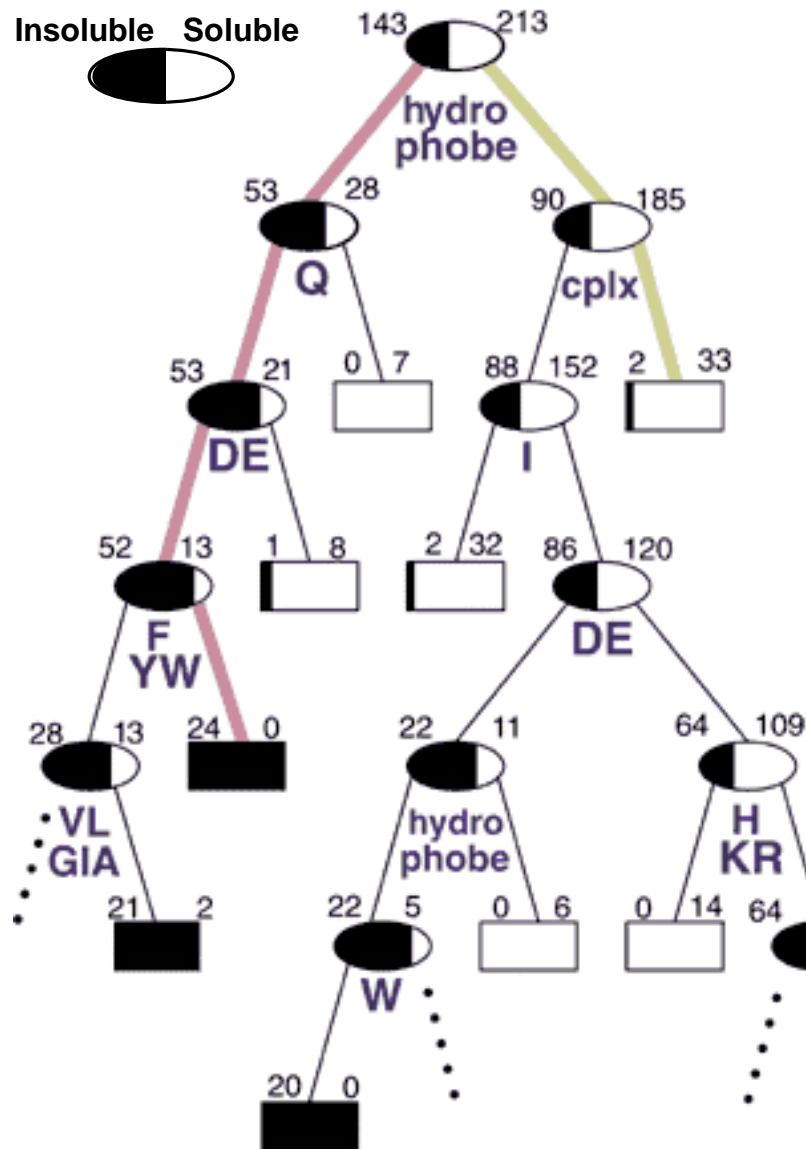 Insoluble Soluble
143 213
hydro
phobe
53 28
90 185
Q
cplx
53 21
0 7
88 152
2 33
DE
I
52 13
1 8
2 32
86 120
F
YW
DE
28 13
24 0
22 11
64 109
VL
GIA
hydro
phobe
H
KR
21 2
22 5
0 6
0 14
64
W
20 0